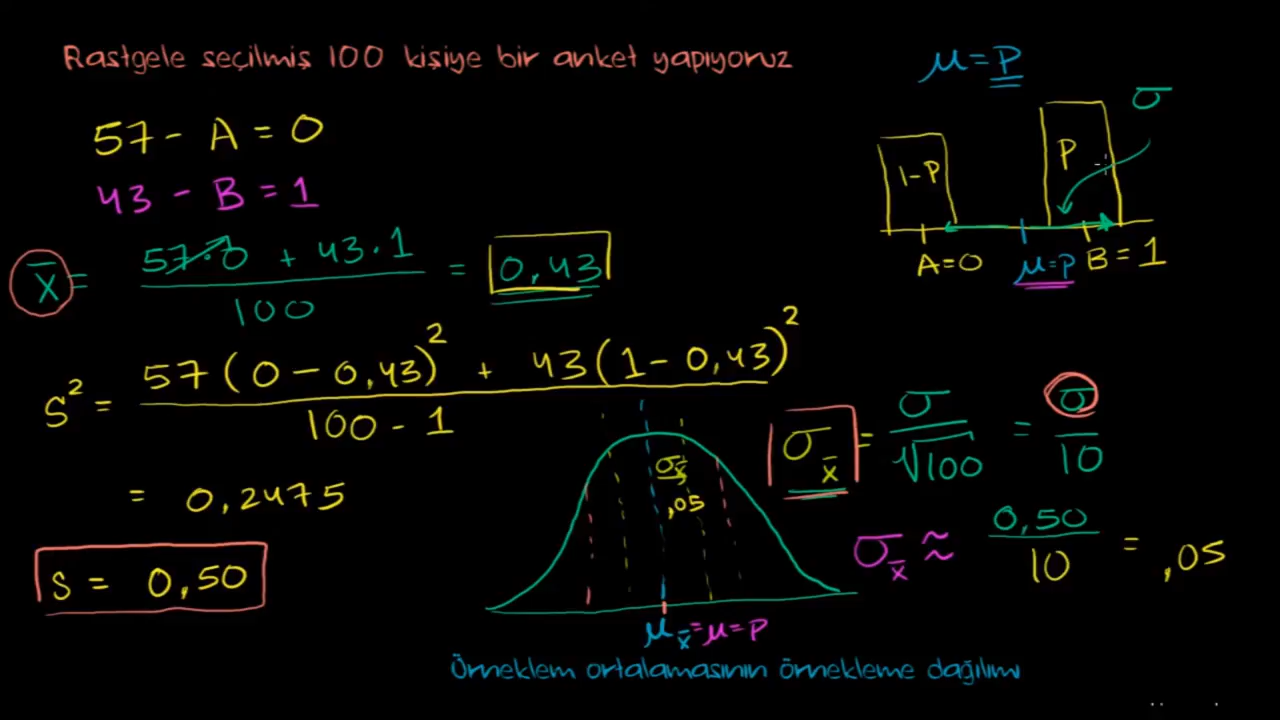 Rastgele seçilmiş 100 kişiye bir anket yapıyoruz
57 - A = 0
43 - B = 1
x̄ = (57·0 + 43·1) / 100 = 0,43
S² = (57(0 - 0,43)² + 43(1 - 0,43)²) / (100 - 1)
= 0,2475
S = 0,50
μ = P
σ
1-P
P
A=0
μ=p
B=1
σx̄ = σ / √100 = σ / 10
σx̄ ≈ 0,50 / 10 = ,05
σx̄
,05
μx̄ = μ = P
Örneklem ortalamasının örnekleme dağılımı